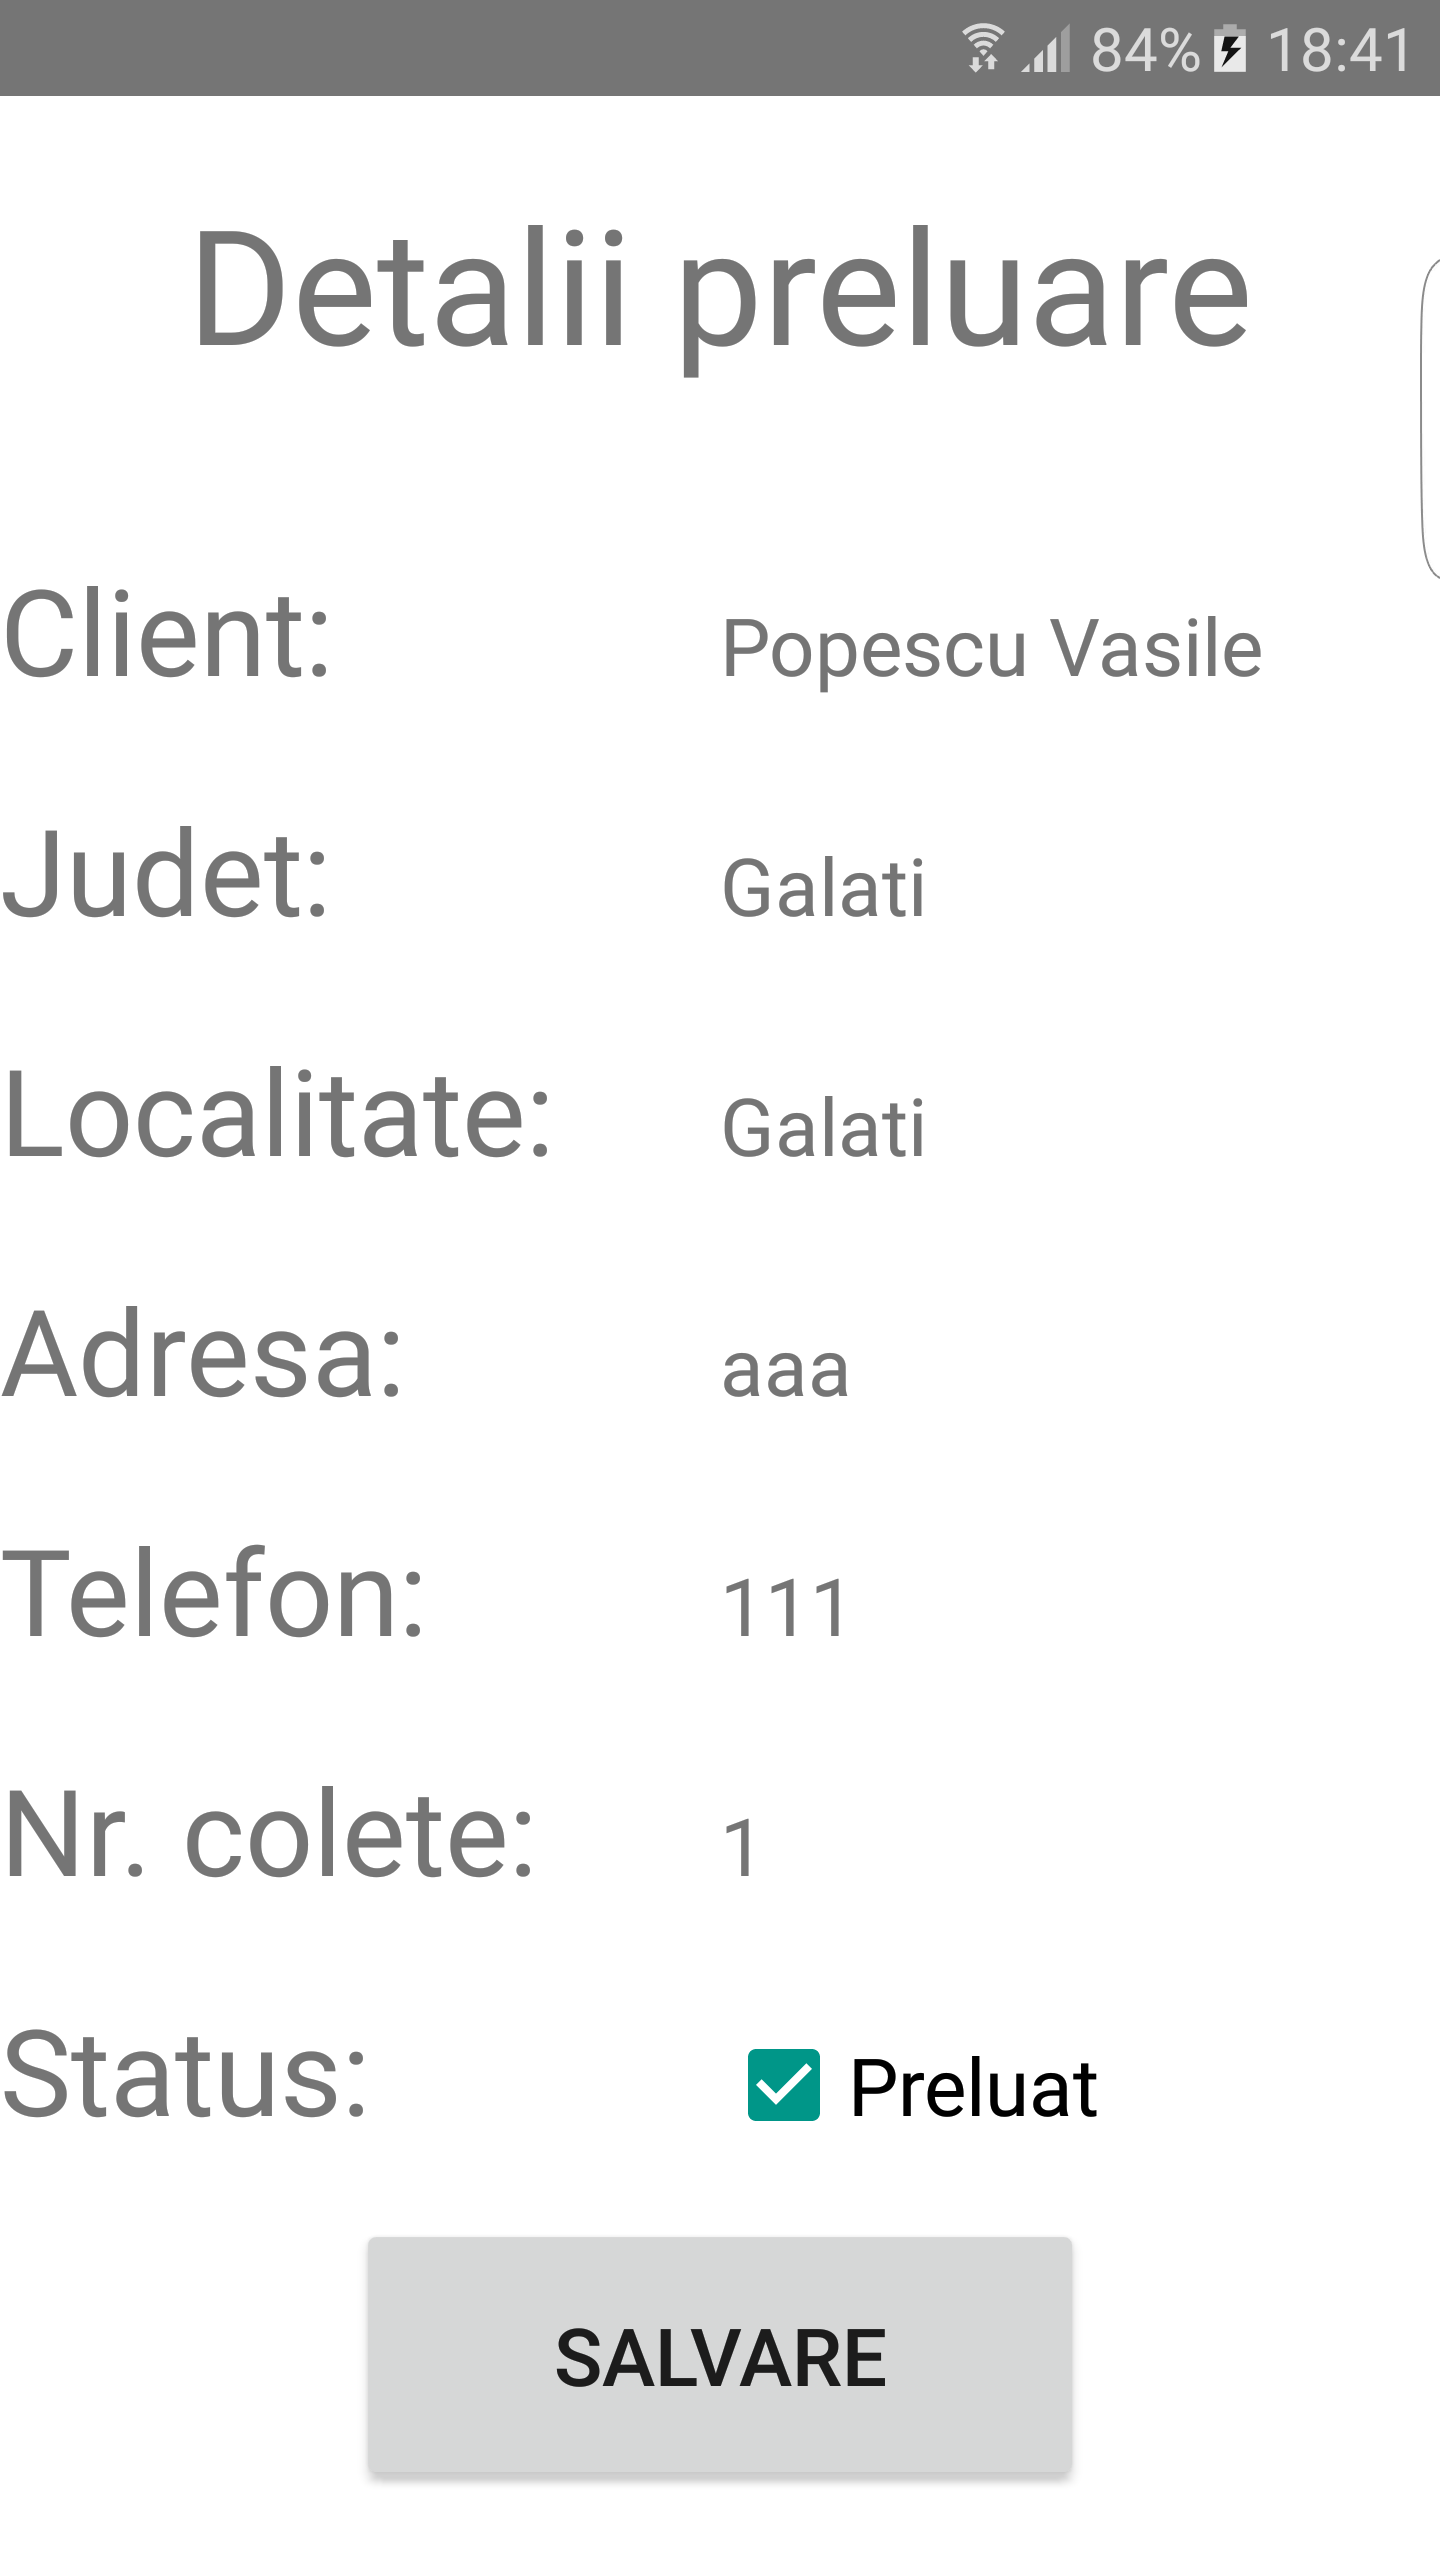 84% 18:41
Detalii preluare
Client: Popescu Vasile
Judet: Galati
Localitate: Galati
Adresa: aaa
Telefon: 111
Nr. colete: 1
Status: Preluat
SALVARE